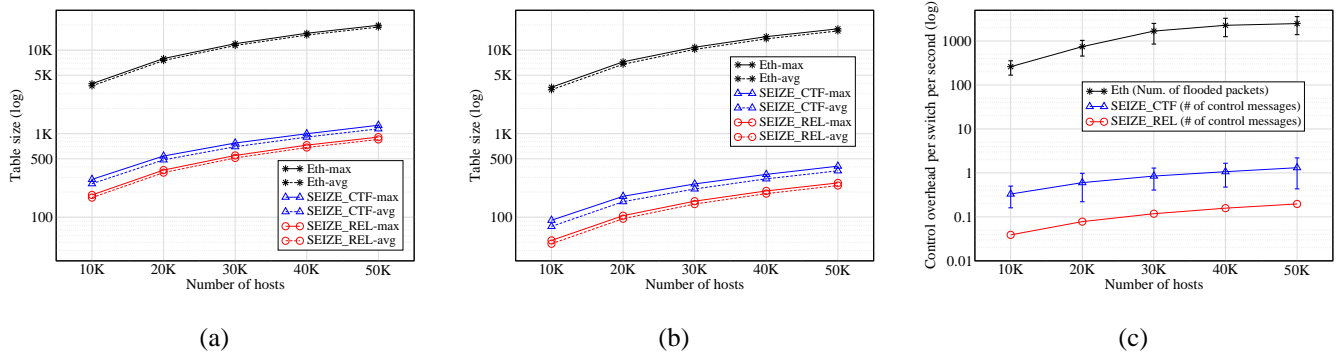 10K
5K
1K
500
100
Table size (log)
Eth-max
Eth-avg
SEIZE_CTF-max
SEIZE_CTF-avg
SEIZE_REL-max
SEIZE_REL-avg
10K 20K 30K 40K 50K
Number of hosts
(a)
10K
5K
1K
500
100
Table size (log)
Eth-max
Eth-avg
SEIZE_CTF-max
SEIZE_CTF-avg
SEIZE_REL-max
SEIZE_REL-avg
10K 20K 30K 40K 50K
Number of hosts
(b)
1000
100
10
1
0.1
0.01
Control overhead per switch per second (log)
Eth (Num. of flooded packets)
SEIZE_CTF (# of control messages)
SEIZE_REL (# of control messages)
10K 20K 30K 40K 50K
Number of hosts
(c)